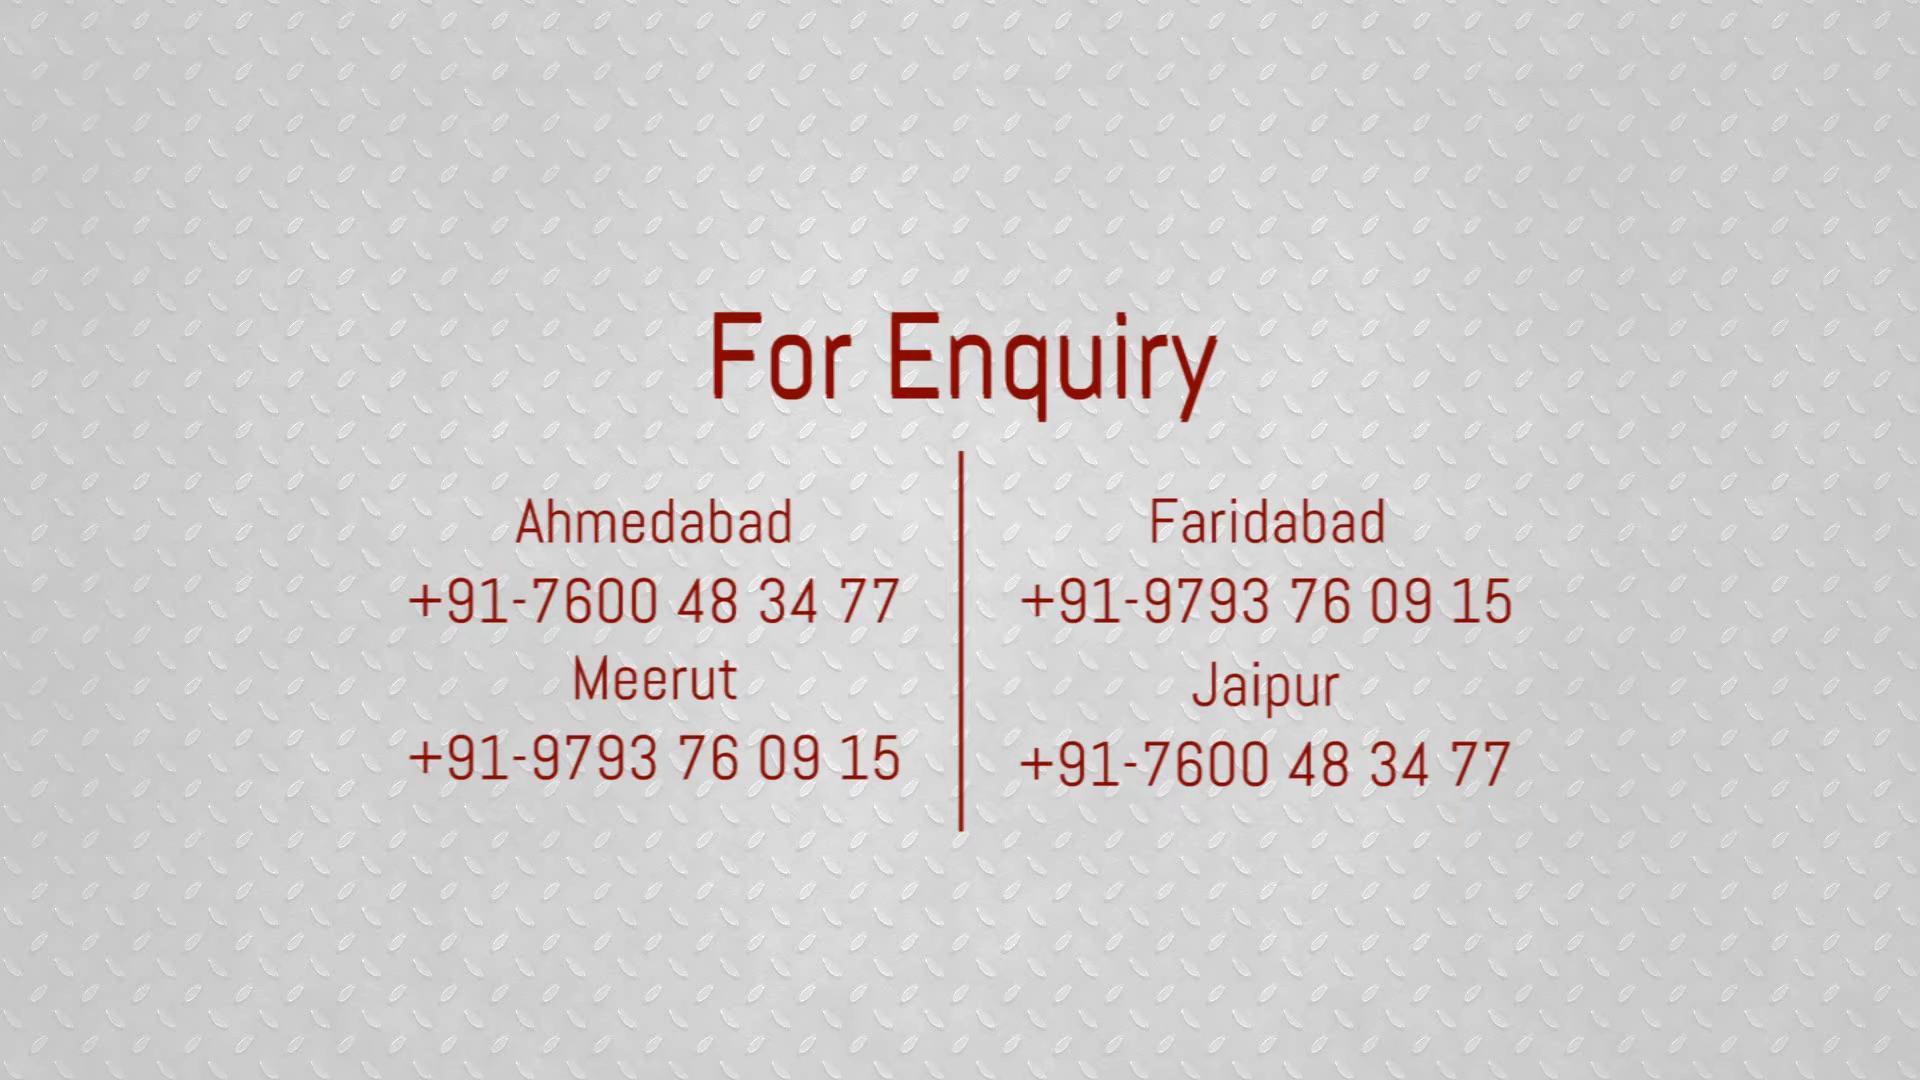 For Enquiry
Ahmedabad
+91-7600 48 34 77
Meerut
+91-9793 76 09 15
Faridabad
+91-9793 76 09 15
Jaipur
+91-7600 48 34 77